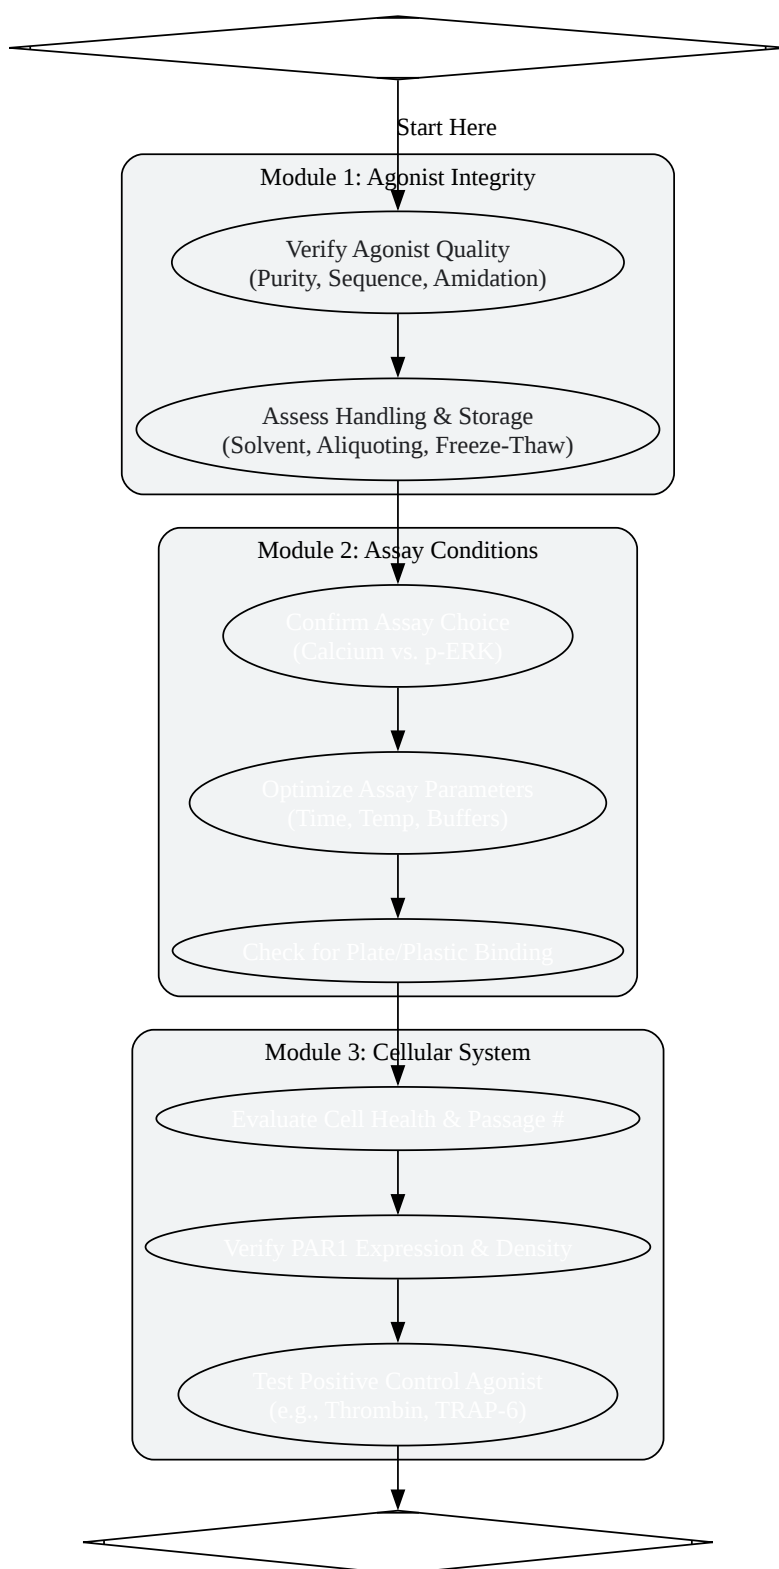 Start Here
Module 1: Agonist Integrity
Verify Agonist Quality
(Purity, Sequence, Amidation)
Assess Handling & Storage
(Solvent, Aliquoting, Freeze-Thaw)
Module 2: Assay Conditions
Confirm Assay Choice
(Calcium vs. p-ERK)
Optimize Assay Parameters
(Time, Temp, Buffers)
Check for Plate/Plastic Binding
Module 3: Cellular System
Evaluate Cell Health & Passage #
Verify PAR1 Expression & Density
Test Positive Control Agonist
(e.g., Thrombin, TRAP-6)